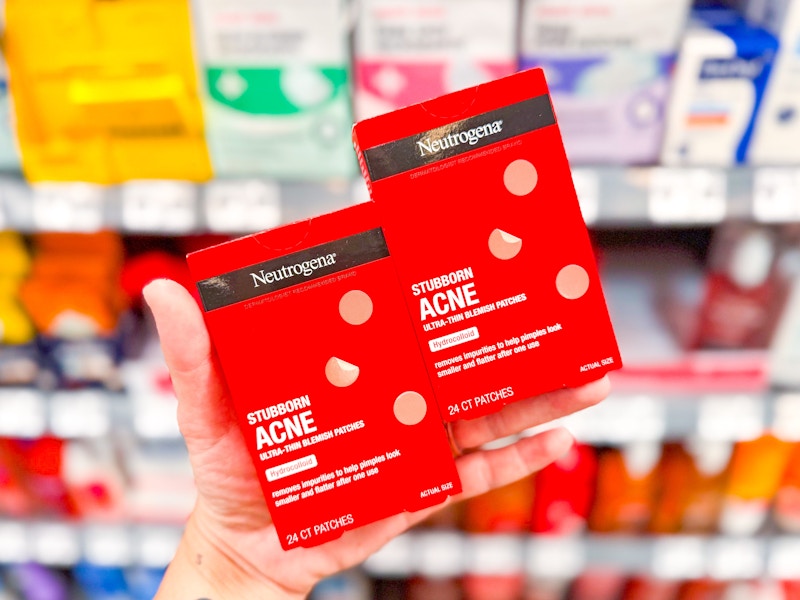 Neutrogena®
DERMATOLOGIST RECOMMENDED BRAND
STUBBORN
ACNE
ULTRA-THIN BLEMISH PATCHES
Hydrocolloid
removes impurities to help pimples look
smaller and flatter after one use
24 CT PATCHES
ACTUAL SIZE
Neutrogena®
DERMATOLOGIST RECOMMENDED BRAND
STUBBORN
ACNE
ULTRA-THIN BLEMISH PATCHES
Hydrocolloid
removes impurities to help pimples look
smaller and flatter after one use
24 CT PATCHES
ACTUAL SIZE